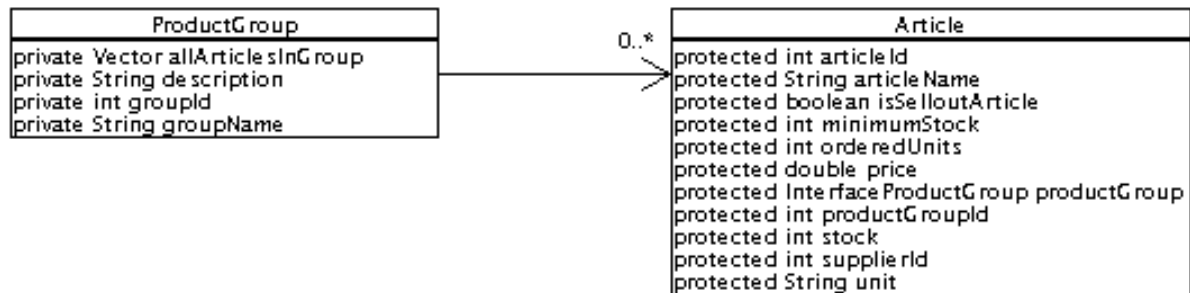 ProductGroup
private Vector allArticlesInGroup
private String description
private int groupId
private String groupName
0..*
Article
protected int articleId
protected String articleName
protected boolean isSelloutArticle
protected int minimumStock
protected int orderedUnits
protected double price
protected InterfaceProductGroup productGroup
protected int productGroupId
protected int stock
protected int supplierId
protected String unit